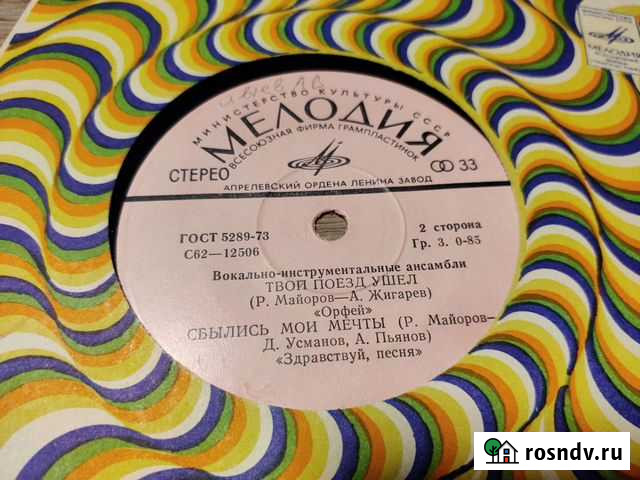 МИНИСТЕРСТВО КУЛЬТУРЫ СССР
МЕЛОДИЯ
ВСЕСОЮЗНАЯ ФИРМА ГРАМПЛАСТИНОК
СТЕРЕО
33
АПРЕЛЕВСКИЙ ОРДЕНА ЛЕНИНА ЗАВОД
ГОСТ 5289-73
2 сторона
С62—12506
Гр. 3. 0-85
Вокально-инструментальные ансамбли
ТВОЙ ПОЕЗД УШЕЛ
(Р. Майоров—А. Жигарев)
«Орфей»
СБЫЛИСЬ МОИ МЕЧТЫ (Р. Майоров—
Д. Усманов, А. Пьянов)
«Здравствуй, песня»
МЕЛОДИЯ
rosndv.ru